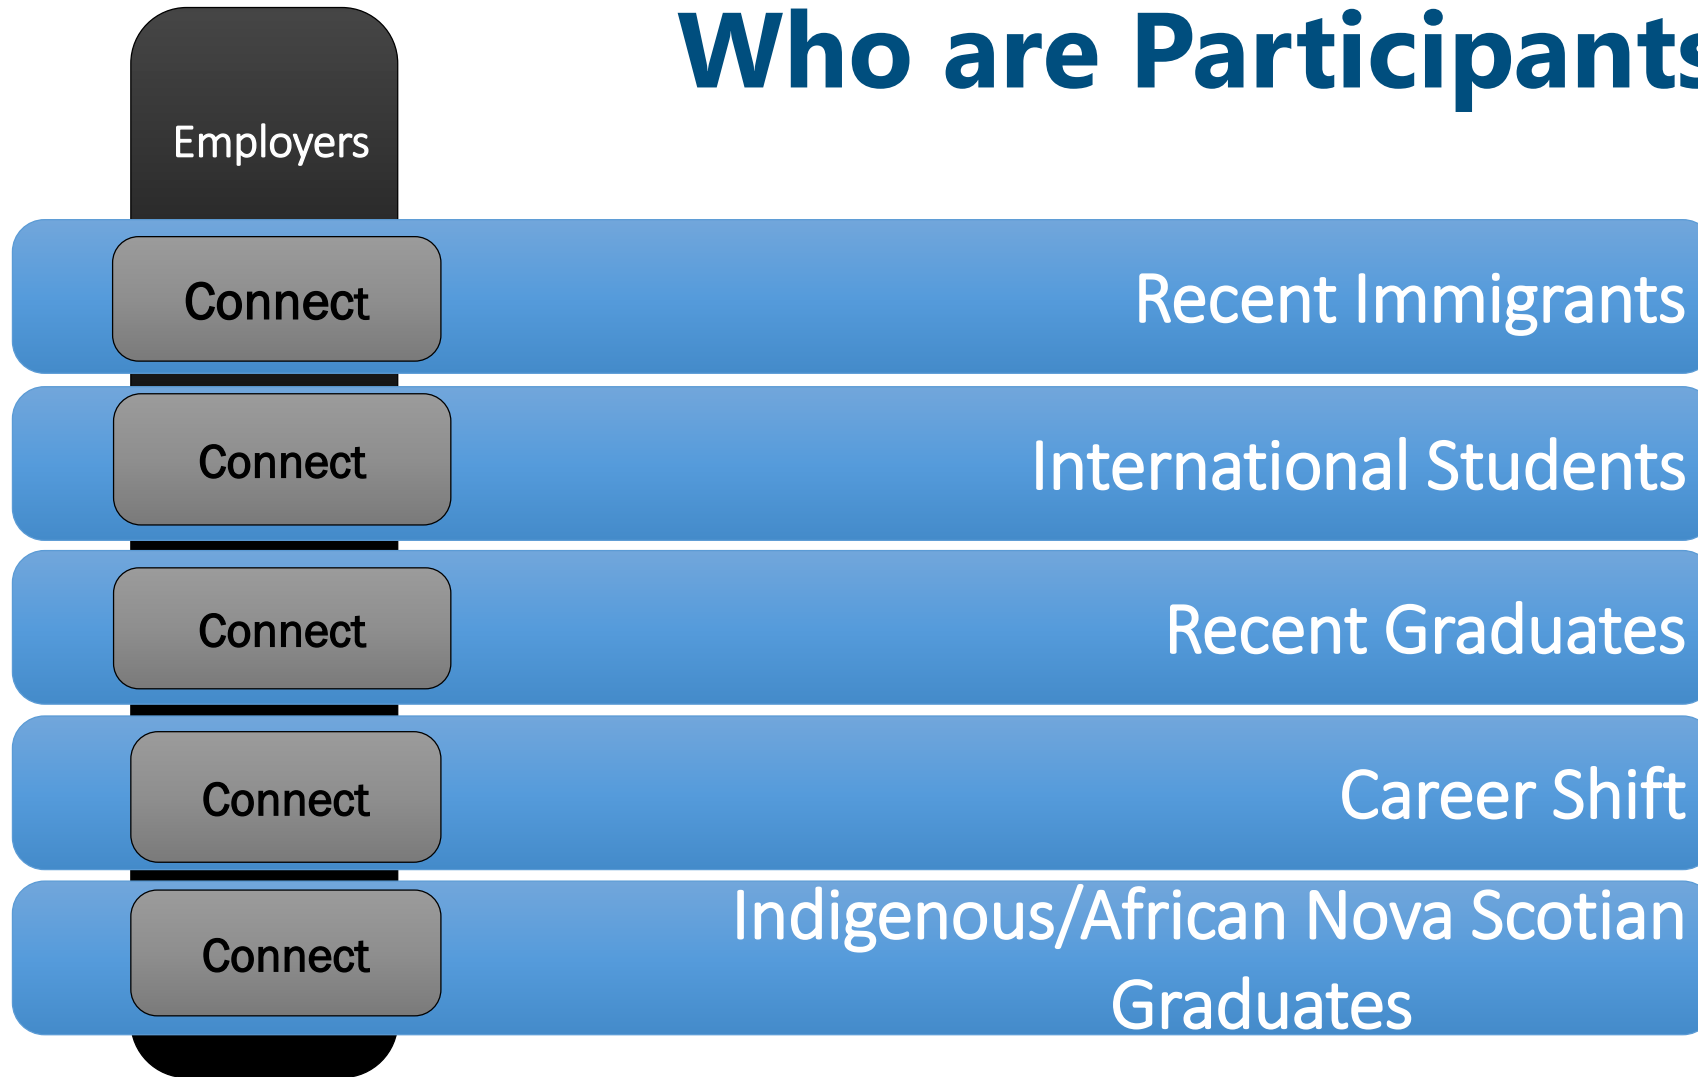 Who are Participants
Employers
Connect
Recent Immigrants
Connect
International Students
Connect
Recent Graduates
Connect
Career Shift
Connect
Indigenous/African Nova Scotian
Graduates